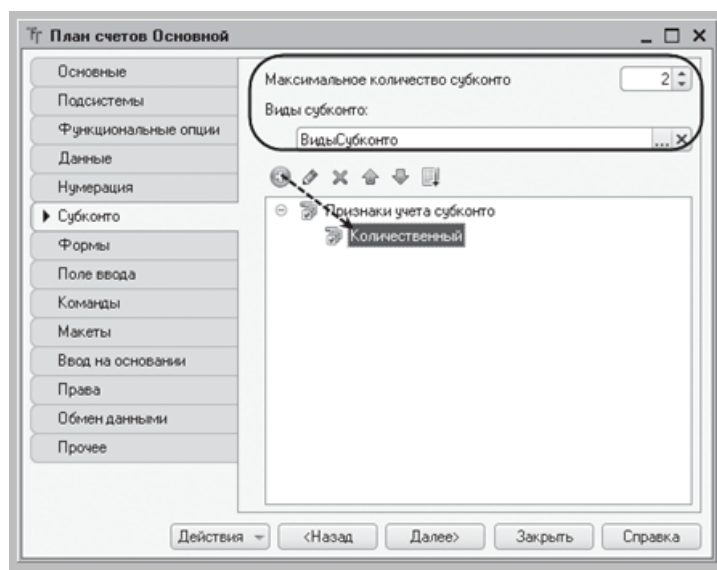 План счетов Основной
Основные
Подсистемы
Функциональные опции
Данные
Нумерация
Субконто
Формы
Поле ввода
Команды
Макеты
Ввод на основании
Права
Обмен данными
Прочее
Максимальное количество субконто 2
Виды субконто:
ВидыСубконто ...
Признаки учета субконто
Количественный
Действия <Назад Далее> Закрыть Справка